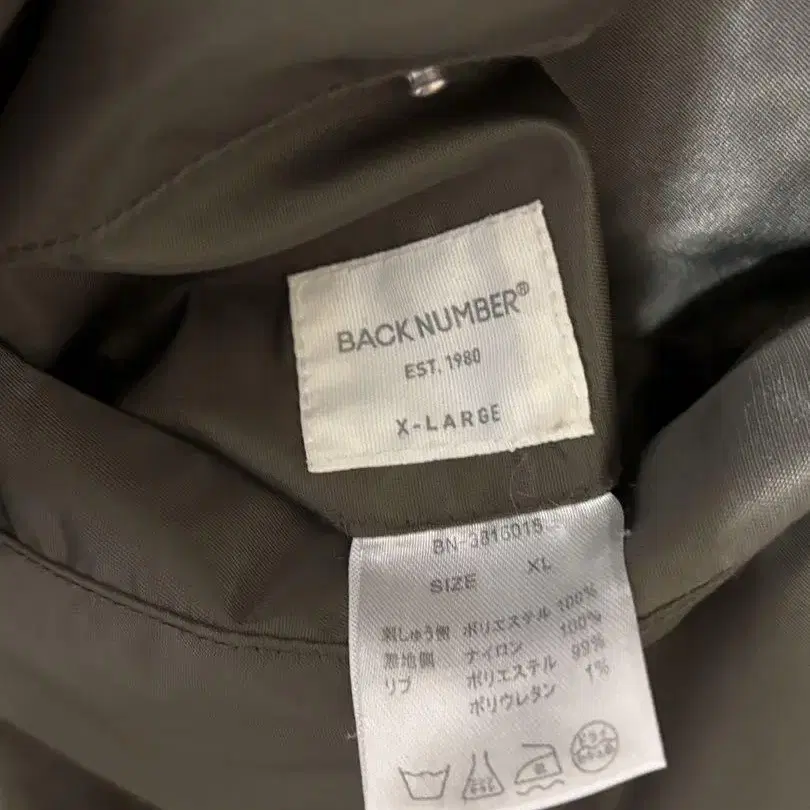 BACK NUMBER®
EST. 1980
X-LARGE
BN-3816018
SIZE XL
刺しゅう側 ポリエステル 100%
無地側 ナイロン 100%
リブ ポリエステル 99%
ポリウレタン 1%